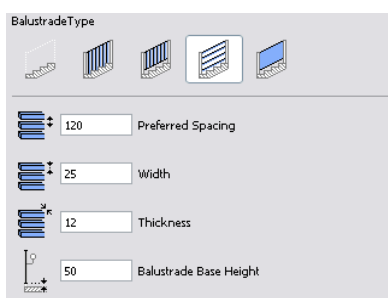 BalustradeType
120 Preferred Spacing
25 Width
12 Thickness
50 Balustrade Base Height